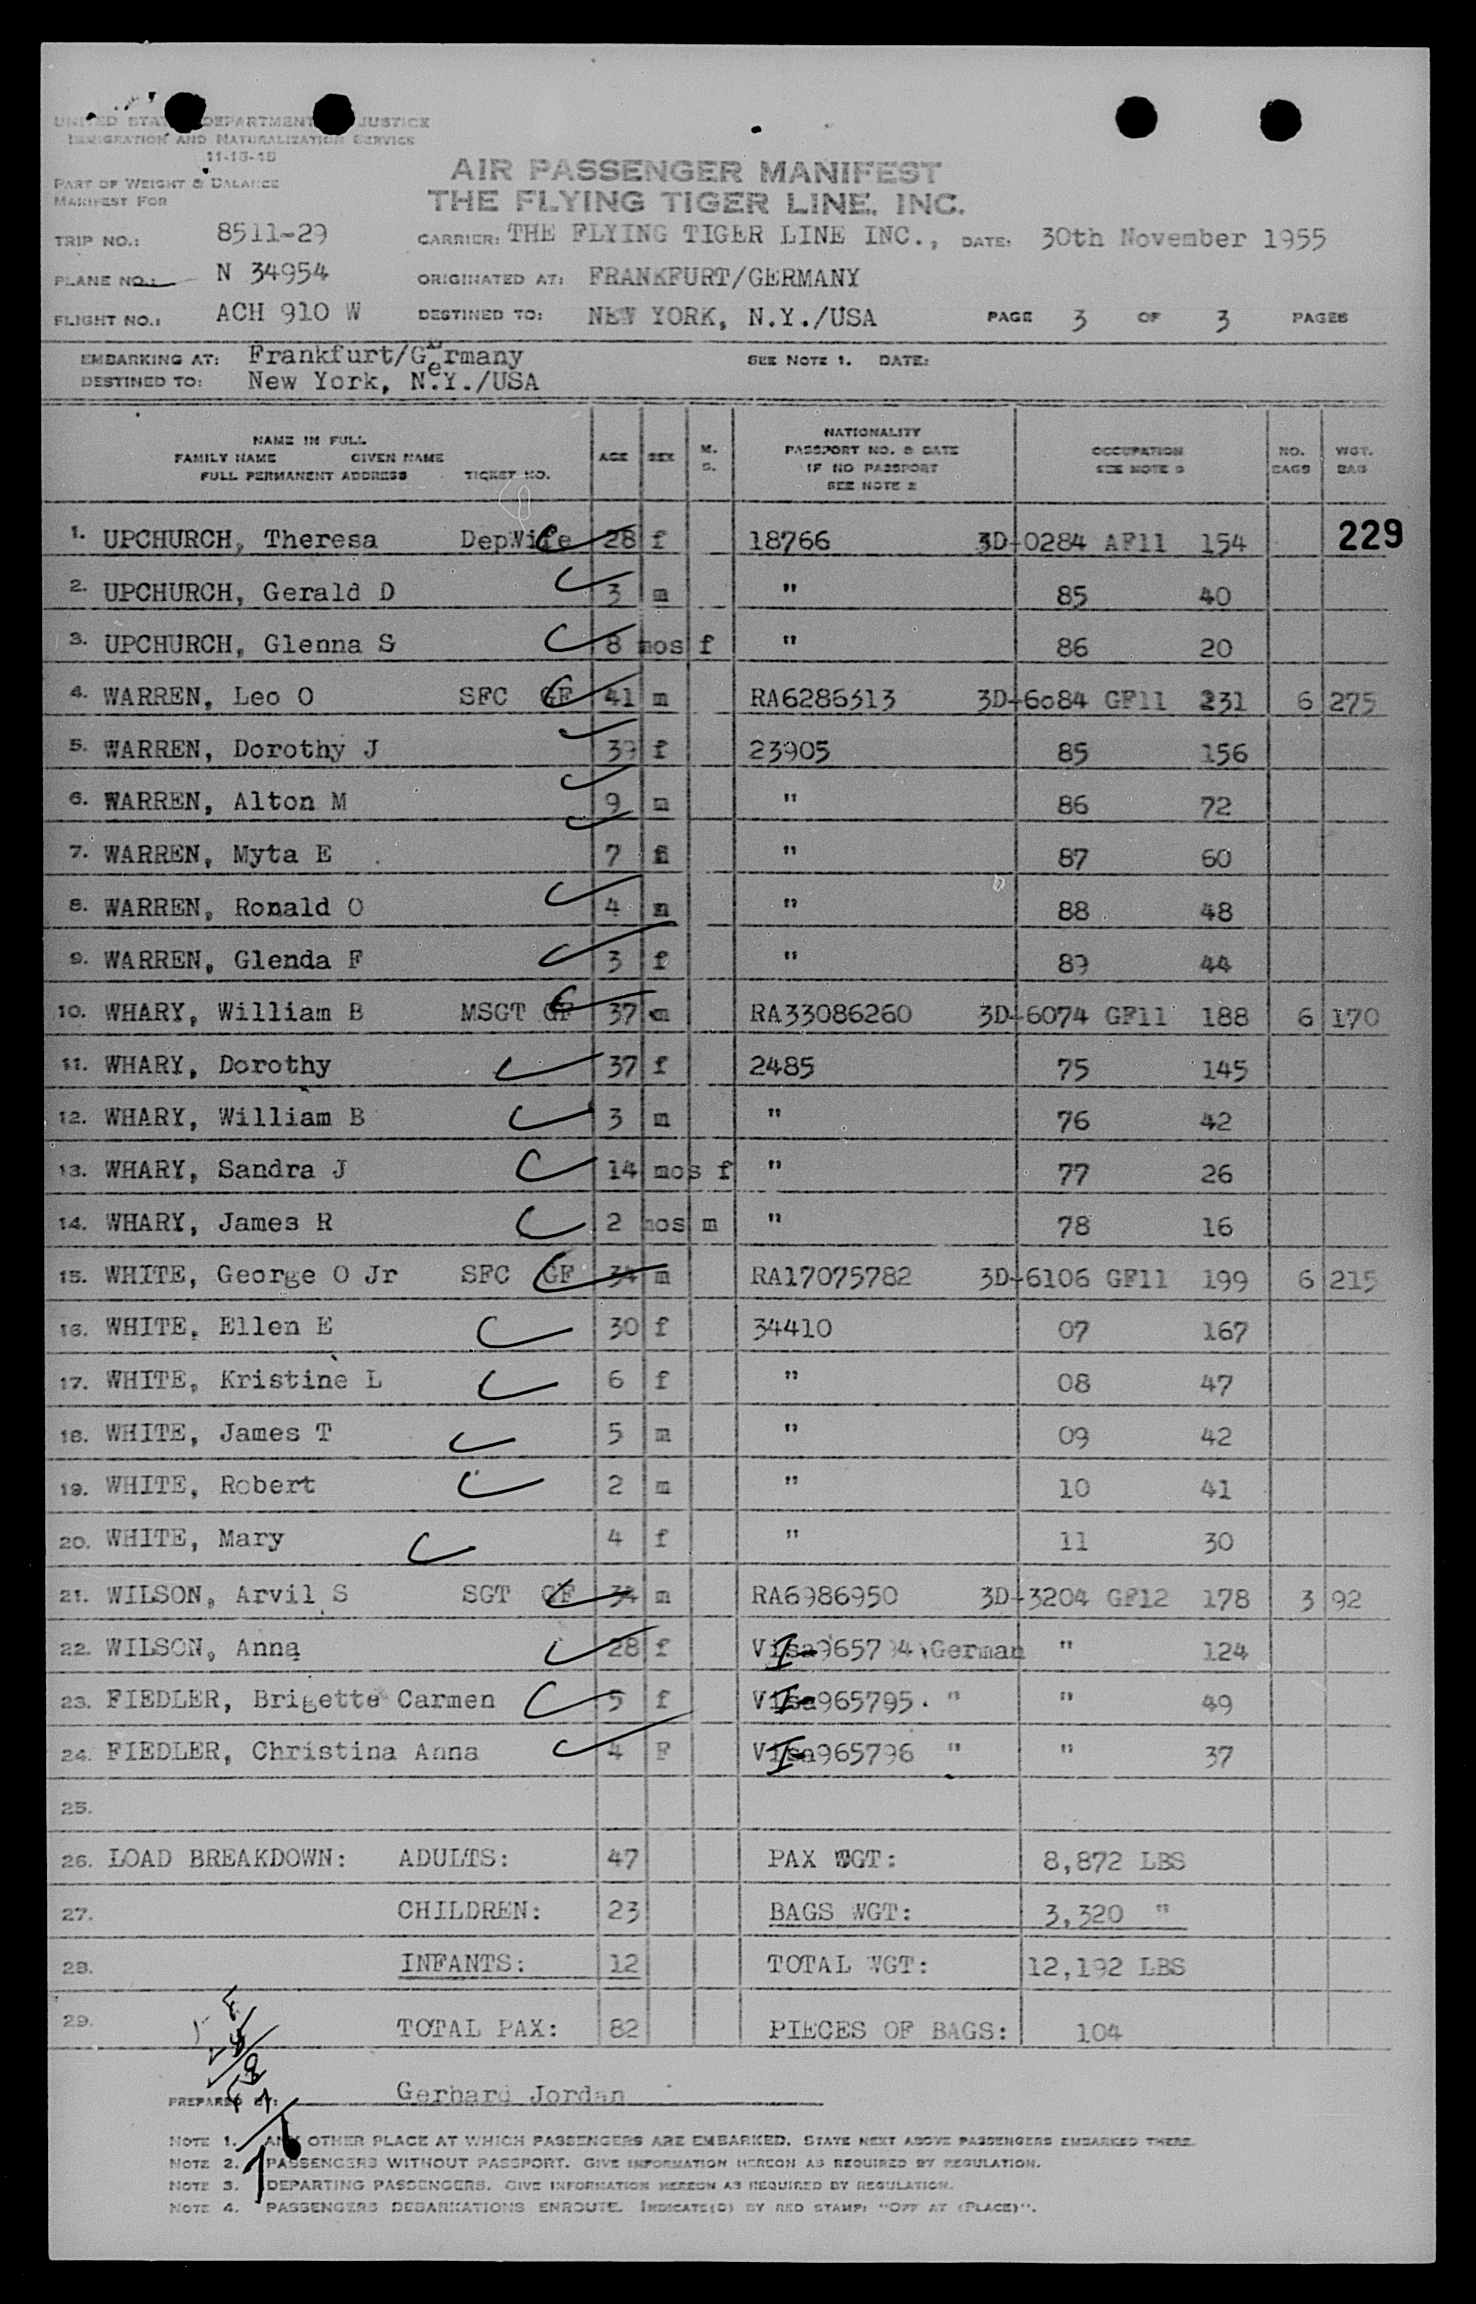 UNITED STATES DEPARTMENT OF JUSTICE
IMMIGRATION AND NATURALIZATION SERVICE
11-15-48
PART OF WEIGHT & BALANCE
MANIFEST FOR
AIR PASSENGER MANIFEST
THE FLYING TIGER LINE, INC.
TRIP NO.: 8511-29 CARRIER: THE FLYING TIGER LINE INC., DATE: 30th November 1955
PLANE NO.: N 34954 ORIGINATED AT: FRANKFURT/GERMANY
FLIGHT NO.: ACH 910 W DESTINED TO: NEW YORK, N.Y./USA PAGE 3 OF 3 PAGES
EMBARKING AT: Frankfurt/Germany SEE NOTE 1. DATE:
DESTINED TO: New York, N.Y./USA
NAME IN FULL
FAMILY NAME GIVEN NAME
FULL PERMANENT ADDRESS TICKET NO. AGE SEX M. S. NATIONALITY PASSPORT NO. & DATE IF NO PASSPORT SEE NOTE 2 OCCUPATION SEE NOTE 3 NO. BAGS WGT. BAG
1. UPCHURCH, Theresa DepWife 28 f 18766 3D-0284 AF11 154 229
2. UPCHURCH, Gerald D 3 m " 85 40
3. UPCHURCH, Glenna S 8 mos f " 86 20
4. WARREN, Leo O SFC GF 41 m RA6286313 3D-6o84 GF11 231 6 275
5. WARREN, Dorothy J 39 f 23905 85 156
6. WARREN, Alton M 9 m " 86 72
7. WARREN, Myta E 7 f " 87 60
8. WARREN, Ronald O 4 m " 88 48
9. WARREN, Glenda F 3 f " 89 44
10. WHARY, William B MSGT GF 37 m RA33086260 3D-6074 GF11 188 6 170
11. WHARY, Dorothy 37 f 2485 75 145
12. WHARY, William B 3 m " 76 42
13. WHARY, Sandra J 14 mos f " 77 26
14. WHARY, James R 2 mos m " 78 16
15. WHITE, George O Jr SFC GF 34 m RA17075782 3D-6106 GF11 199 6 215
16. WHITE, Ellen E 30 f 34410 07 167
17. WHITE, Kristine L 6 f " 08 47
18. WHITE, James T 5 m " 09 42
19. WHITE, Robert 2 m " 10 41
20. WHITE, Mary 4 f " 11 30
21. WILSON, Arvil S SGT GF 34 m RA6986950 3D-3204 GF12 178 3 92
22. WILSON, Anna 28 f Visa965794 German " 124
23. FIEDLER, Brigette Carmen 5 f Visa965795. " " 49
24. FIEDLER, Christina Anna 4 F Visa965796 " " 37
25.
26. LOAD BREAKDOWN: ADULTS: 47 PAX WGT: 8,872 LBS
27. CHILDREN: 23 BAGS WGT: 3,320 "
28. INFANTS: 12 TOTAL WGT: 12,192 LBS
29. TOTAL PAX: 82 PIECES OF BAGS: 104
PREPARED BY: Gerhard Jordan
NOTE 1. ANY OTHER PLACE AT WHICH PASSENGERS ARE EMBARKED. STATE NEXT ABOVE PASSENGERS EMBARKED THERE.
NOTE 2. PASSENGERS WITHOUT PASSPORT. GIVE INFORMATION HEREON AS REQUIRED BY REGULATION.
NOTE 3. DEPARTING PASSENGERS. GIVE INFORMATION HEREON AS REQUIRED BY REGULATION.
NOTE 4. PASSENGERS DEBARKATIONS ENROUTE. INDICATE(D) BY RED STAMP: "OFF AT (PLACE)".